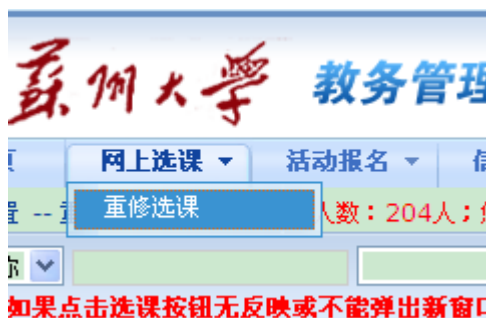 蘇州大学 教务管理
网上选课 活动报名
重修选课 人数：204人；
如果点击选课按钮无反映或不能弹出新窗口